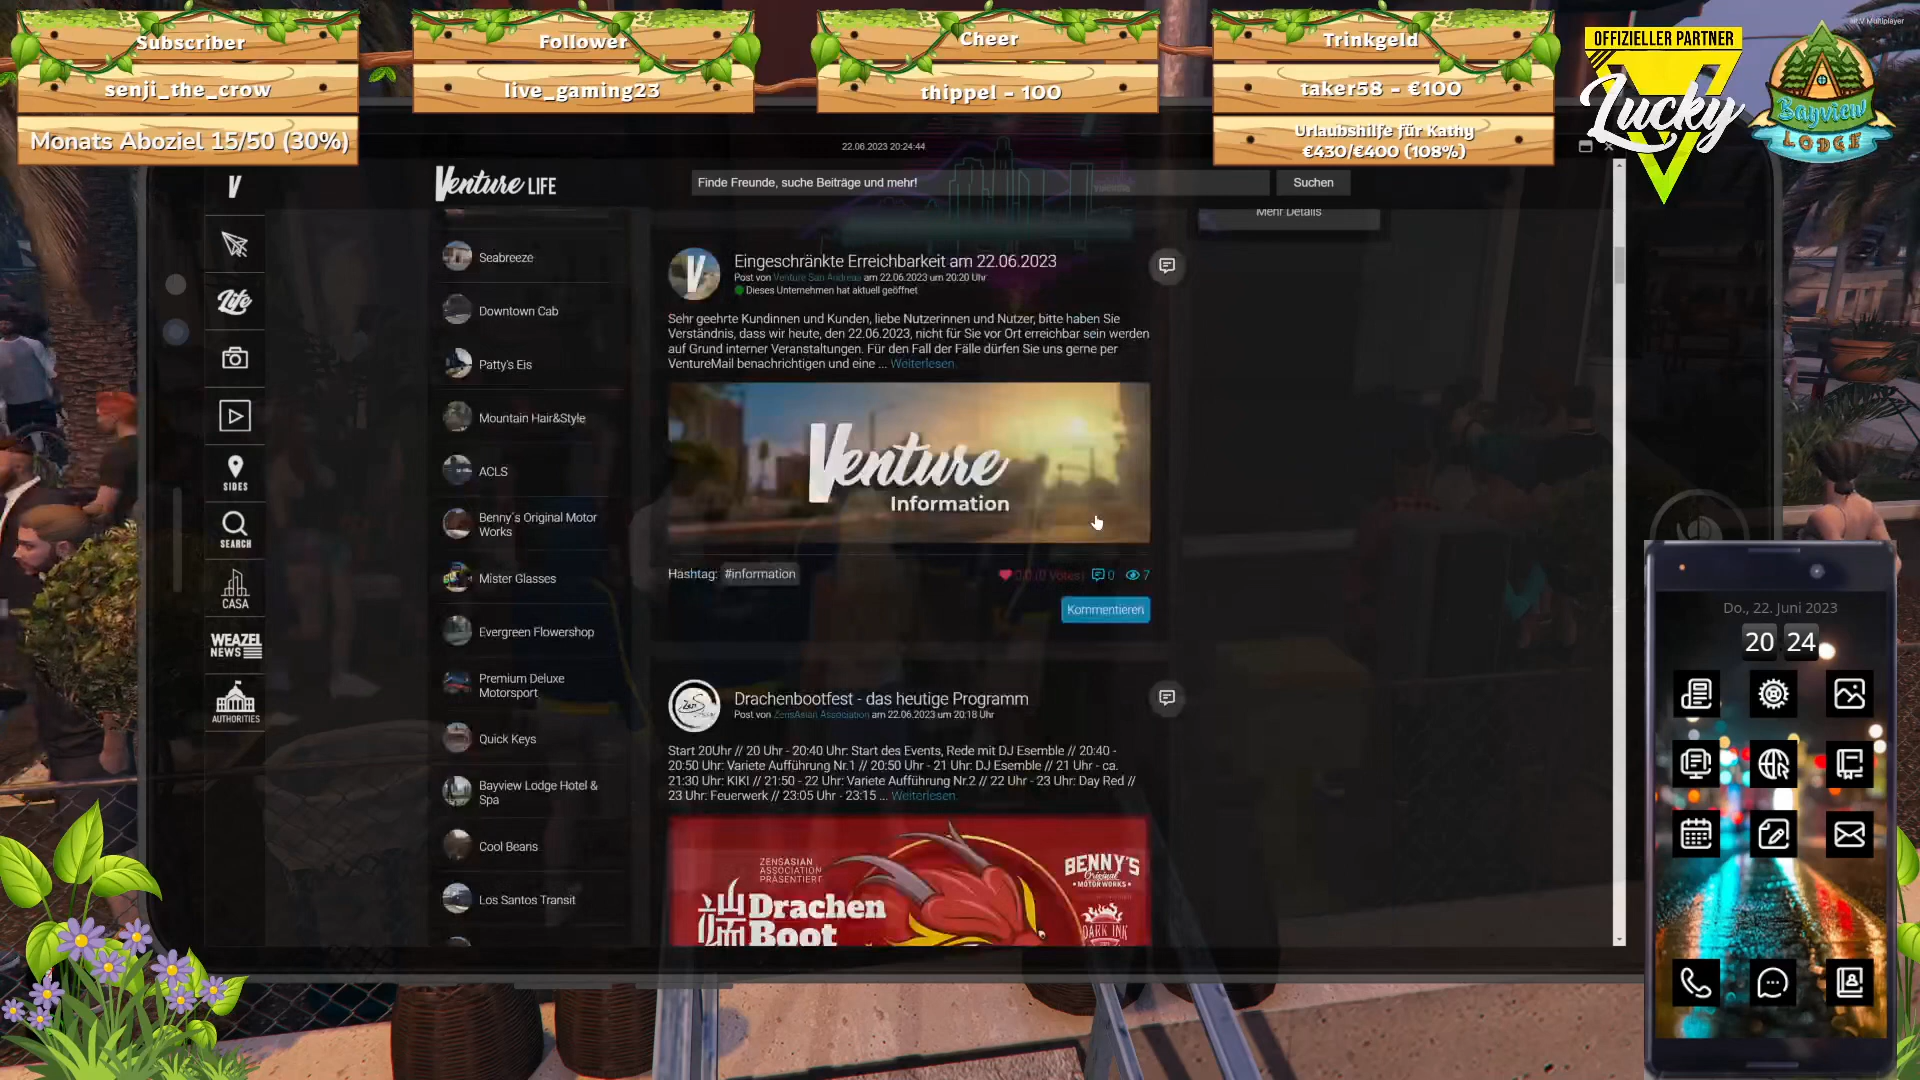 Subscriber
senji_the_crow
Monats Aboziel 15/50 (30%)
Follower
live_gaming23
Cheer
thippel - 100
Trinkgeld
taker58 - €100
Urlaubshilfe für Kathy
€430/€400 (108%)
OFFIZIELLER PARTNER
Lucky V
Bayview
LODGE
22.06.2023 20:24:44
V
Venture LIFE
Finde Freunde, suche Beiträge und mehr!
Suchen
Mehr Details
Life
SIDES
SEARCH
CASA
WEAZEL
NEWS
AUTHORITIES
Seabreeze
Downtown Cab
Patty's Eis
Mountain Hair&Style
ACLS
Benny´s Original Motor
Works
Mister Glasses
Evergreen Flowershop
Premium Deluxe
Motorsport
Quick Keys
Bayview Lodge Hotel &
Spa
Cool Beans
Los Santos Transit
V
Eingeschränkte Erreichbarkeit am 22.06.2023
Post von Venture San Andreas am 22.06.2023 um 20:20 Uhr
Dieses Unternehmen hat aktuell geöffnet
Sehr geehrte Kundinnen und Kunden, liebe Nutzerinnen und Nutzer, bitte haben Sie
Verständnis, dass wir heute, den 22.06.2023, nicht für Sie vor Ort erreichbar sein werden
auf Grund interner Veranstaltungen. Für den Fall der Fälle dürfen Sie uns gerne per
VentureMail benachrichtigen und eine ... Weiterlesen.
Venture
Information
Hashtag: #information
0.0 (0 Votes) 0 7
Kommentieren
Drachenbootfest - das heutige Programm
Post von ZensAsian Association am 22.06.2023 um 20:18 Uhr
Start 20Uhr // 20 Uhr - 20:40 Uhr: Start des Events, Rede mit DJ Esemble // 20:40 -
20:50 Uhr: Variete Aufführung Nr.1 // 20:50 Uhr - 21 Uhr: DJ Esemble // 21 Uhr - ca.
21:30 Uhr: KIKI // 21:50 - 22 Uhr: Variete Aufführung Nr.2 // 22 Uhr - 23 Uhr: Day Red //
23 Uhr: Feuerwerk // 23:05 Uhr - 23:15 ... Weiterlesen.
ZENSASIAN
ASSOCIATION
PRÄSENTIERT
Drachen
Boot
BENNY'S
Original
MOTORWORKS
DARK INK
Do., 22. Juni 2023
20 24